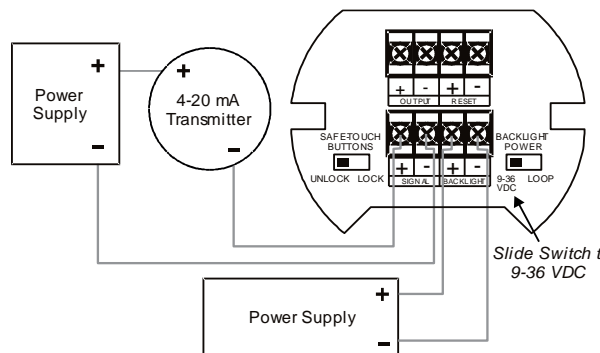 +
Power
Supply
-
+
4-20 mA
Transmitter
-
+ - + -
OUTPUT RESET
SAFE-TOUCH
BUTTONS
UNLOCK LOCK
+ - + -
SIGNAL BACKLIGHT
BACKLIGHT
POWER
9-36
VDC
LOOP
Slide Switch t
9-36 VDC
Power Supply
+
-